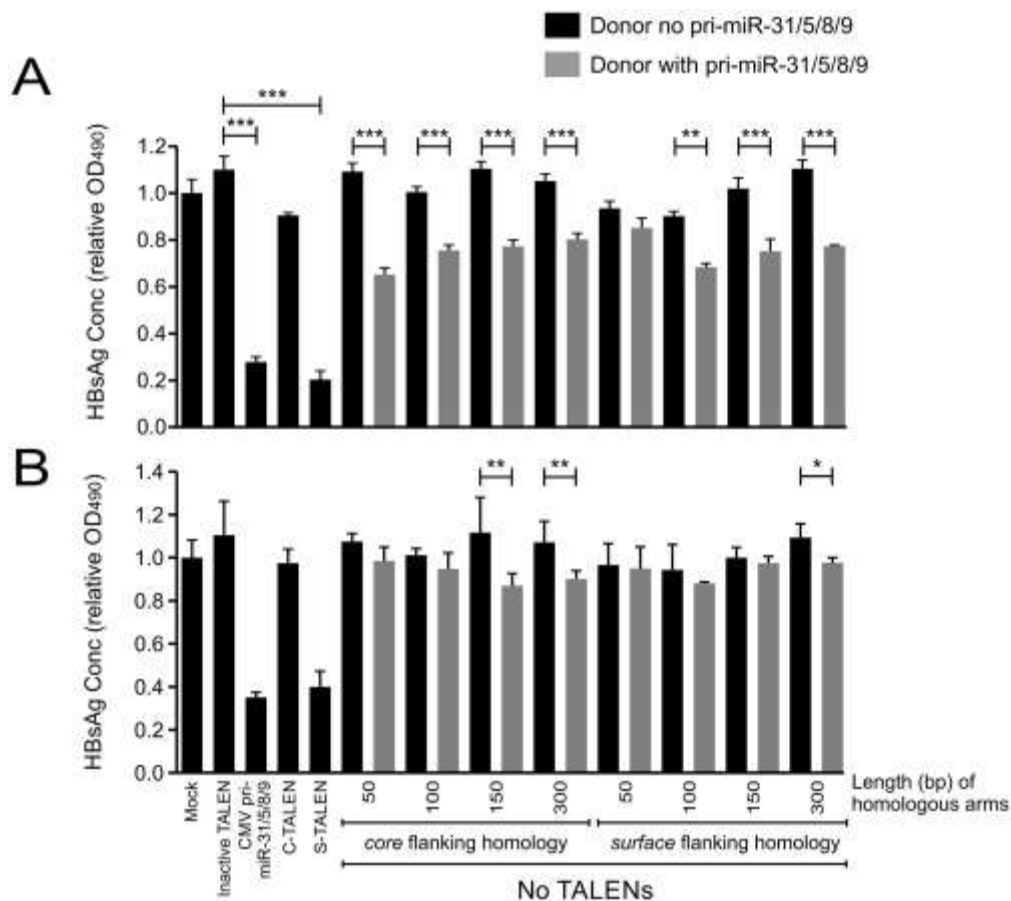 Donor no pri-miR-31/5/8/9
Donor with pri-miR-31/5/8/9
A
HBsAg Conc (relative OD490)
1.2
1.0
0.8
0.6
0.4
0.2
0.0
***
***
***
***
***
***
**
***
***
B
HBsAg Conc (relative OD490)
1.4
1.2
1.0
0.8
0.6
0.4
0.2
0.0
**
**
*
Mock
Inactive TALEN
CMV pri-
miR-31/5/8/9
C-TALEN
S-TALEN
50
100
150
300
50
100
150
300
Length (bp) of
homologous arms
core flanking homology
surface flanking homology
No TALENs